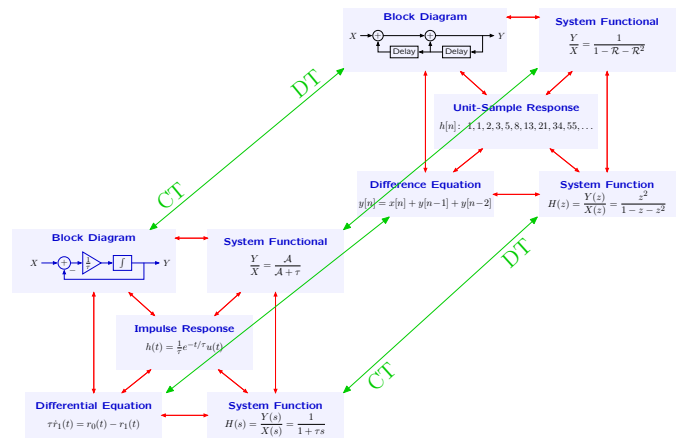 Block Diagram
X + + Y
Delay Delay
System Functional
Y/X = 1/(1 − R − R²)
DT
Unit-Sample Response
h[n]: 1, 1, 2, 3, 5, 8, 13, 21, 34, 55, . . .
CT
Difference Equation
y[n] = x[n] + y[n−1] + y[n−2]
System Function
H(z) = Y(z)/X(z) = z²/(1 − z − z²)
Block Diagram
X + − 1/τ ∫ Y
System Functional
Y/X = A/(A + τ)
DT
Impulse Response
h(t) = 1/τ e^{−t/τ} u(t)
CT
Differential Equation
τṙ₁(t) = r₀(t) − r₁(t)
System Function
H(s) = Y(s)/X(s) = 1/(1 + τs)